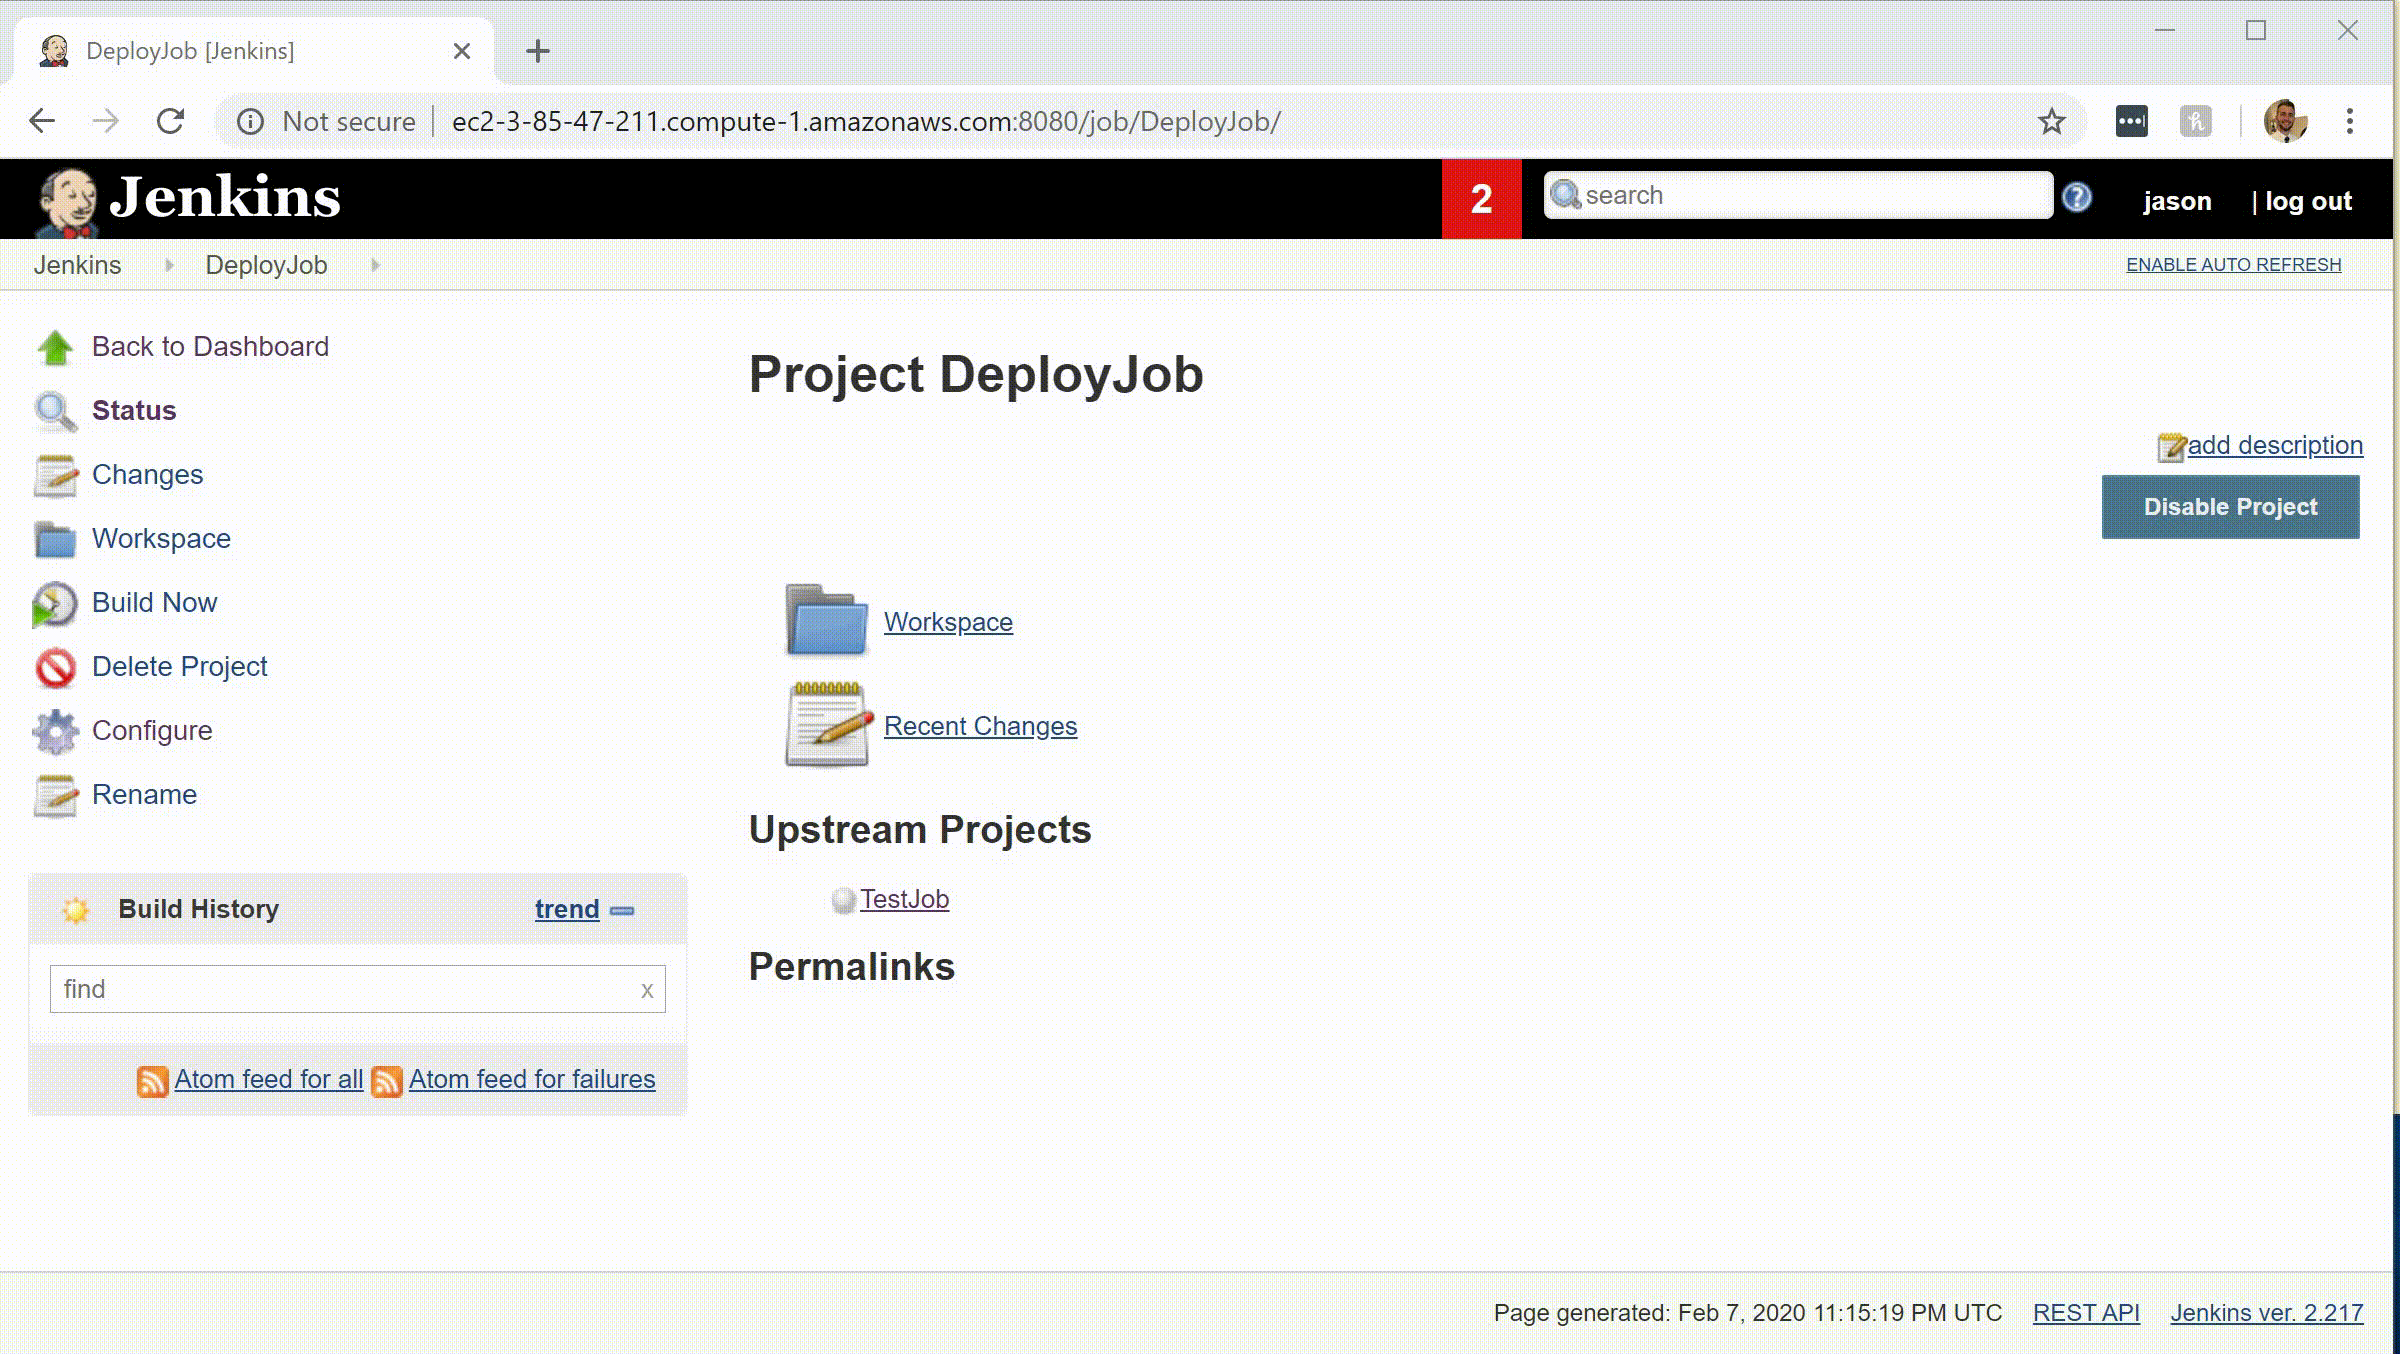 DeployJob [Jenkins]
Not secure | ec2-3-85-47-211.compute-1.amazonaws.com:8080/job/DeployJob/
Jenkins
2
search
jason
| log out
Jenkins
DeployJob
ENABLE AUTO REFRESH
Back to Dashboard
Status
Changes
Workspace
Build Now
Delete Project
Configure
Rename
Build History
trend
find
x
Atom feed for all
Atom feed for failures
Project DeployJob
add description
Disable Project
Workspace
Recent Changes
Upstream Projects
TestJob
Permalinks
Page generated: Feb 7, 2020 11:15:19 PM UTC
REST API
Jenkins ver. 2.217